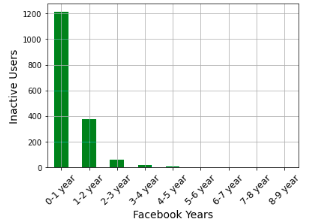 1200
1000
800
600
400
200
0
Inactive Users
0-1 year
1-2 year
2-3 year
3-4 year
4-5 year
5-6 year
6-7 year
7-8 year
8-9 year
Facebook Years